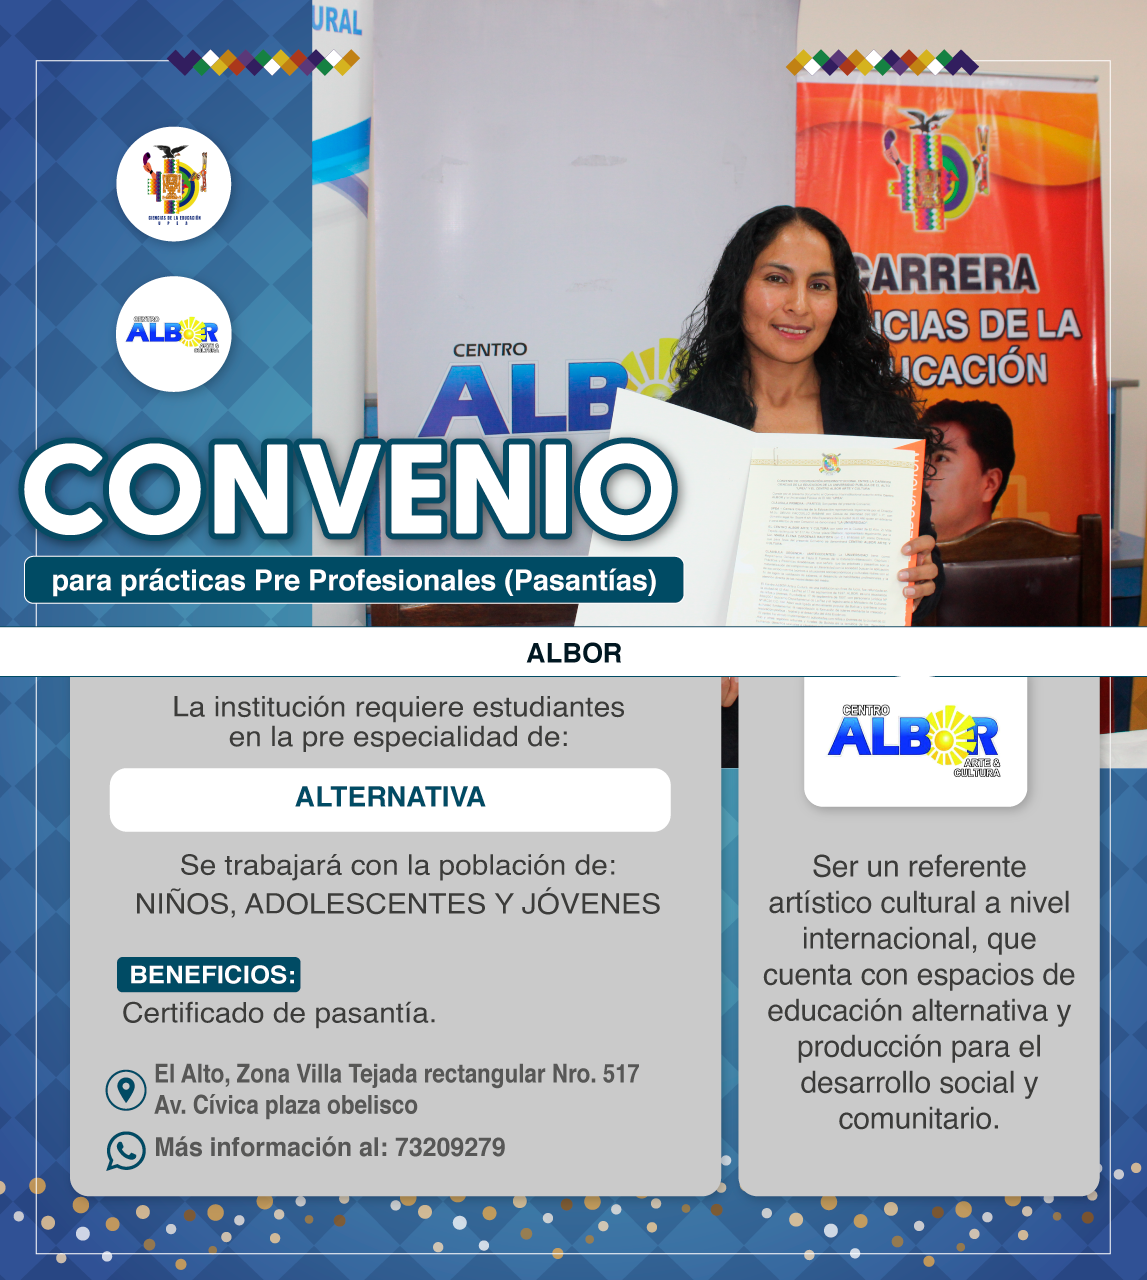 URAL
CIENCIAS DE LA EDUCACIÓN
U P E A
CENTRO
ALBOR
ARTE &
CULTURA
CENTRO
ALB
CARRERA
NCIAS DE LA
UCACIÓN
CONVENIO
para prácticas Pre Profesionales (Pasantías)
ALBOR
La institución requiere estudiantes
en la pre especialidad de:
ALTERNATIVA
Se trabajará con la población de:
NIÑOS, ADOLESCENTES Y JÓVENES
BENEFICIOS:
Certificado de pasantía.
El Alto, Zona Villa Tejada rectangular Nro. 517
Av. Cívica plaza obelisco
Más información al: 73209279
CENTRO
ALBOR
ARTE &
CULTURA
Ser un referente
artístico cultural a nivel
internacional, que
cuenta con espacios de
educación alternativa y
producción para el
desarrollo social y
comunitario.